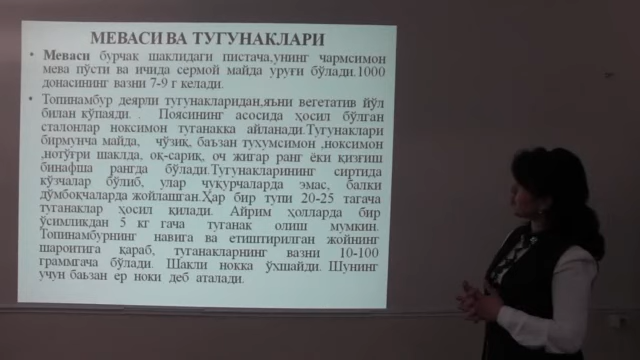 МЕВАСИ ВА ТУГУНАКЛАРИ
• Меваси бурчак шаклидаги пистача,унинг чармсимон
мева пўсти ва ичида сермой майда уруғи бўлади.1000
донасининг вазни 7-9 г келади.
• Топинамбур деярли тугунакларидан,яъни вегетатив йўл
билан кўпаяди. . Поясининг асосида ҳосил бўлган
сталонлар ноксимон туганакка айланади.Тугунаклари
бирмунча майда, чўзиқ, баъзан тухумсимон ,ноксимон
,нотўғри шаклда, оқ-сариқ, оч жигар ранг ёки қизғиш
бинафша рангда бўлади.Тугунакларининг сиртида
кўзчалар бўлиб, улар чуқурчаларда эмас, балки
дўмбоқчаларда жойлашган.Ҳар бир тупи 20-25 тагача
туганаклар ҳосил қилади. Айрим ҳолларда бир
ўсимликдан 5 кг гача туганак олиш мумкин.
Топинамбурнинг навига ва етиштирилган жойнинг
шароитига қараб, туганакларнинг вазни 10-100
граммгача бўлади. Шакли нокка ўхшайди. Шунинг
учун баъзан ер ноки деб аталади.